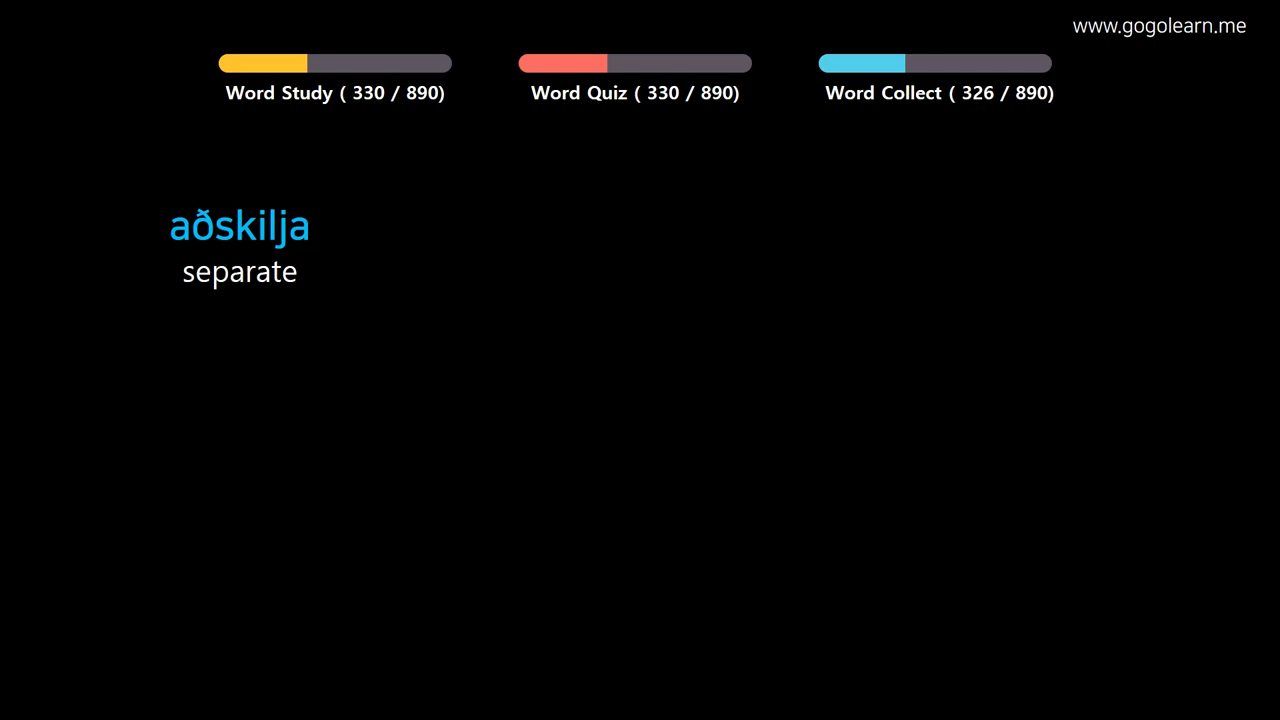 www.gogolearn.me
Word Study ( 330 / 890)
Word Quiz ( 330 / 890)
Word Collect ( 326 / 890)
aðskilja
separate